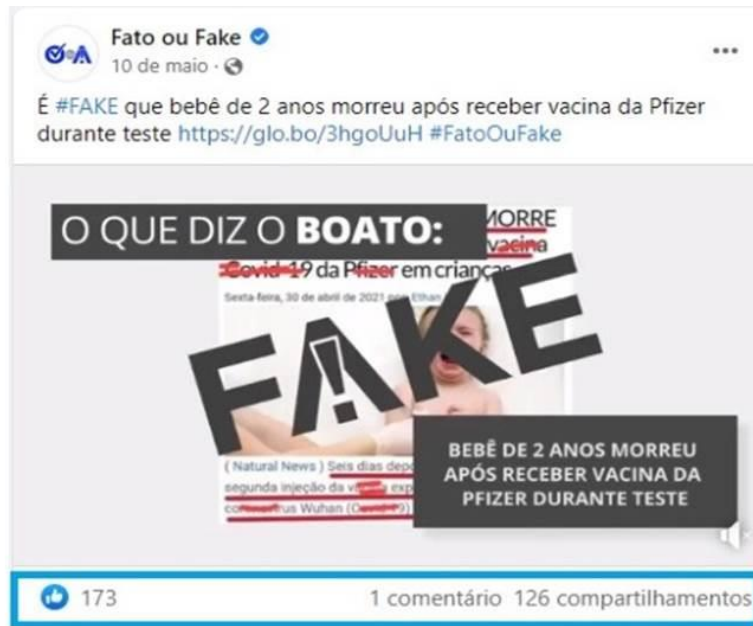 Fato ou Fake
10 de maio
É #FAKE que bebê de 2 anos morreu após receber vacina da Pfizer
durante teste https://glo.bo/3hgoUuH #FatoOuFake
O QUE DIZ O BOATO:
MORRE
vacina
Covid-19 da Pfizer em crianças
Sexta-feira, 30 de abril de 2021 por Ethan
FAKE
( Natural News ) Seis dias
segunda injeção da
Wuhan (Covid-19)
BEBÊ DE 2 ANOS MORREU
APÓS RECEBER VACINA DA
PFIZER DURANTE TESTE
173
1 comentário 126 compartilhamentos